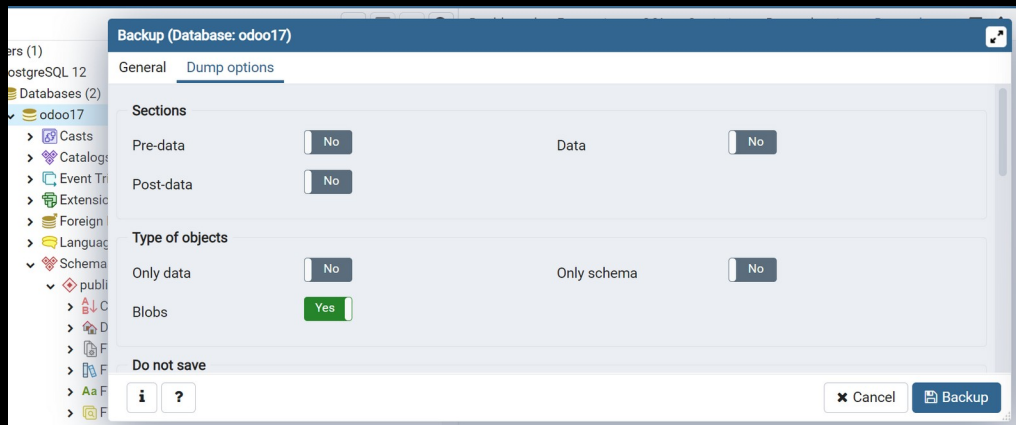 Backup (Database: odoo17)
ers (1)
ostgreSQL 12
Databases (2)
odoo17
Casts
Catalogs
Event Tr
Extensio
Foreign
Languag
Schema
publi
General Dump options
Sections
Pre-data No Data No
Post-data No
Type of objects
Only data No Only schema No
Blobs Yes
Do not save
i ? Cancel Backup